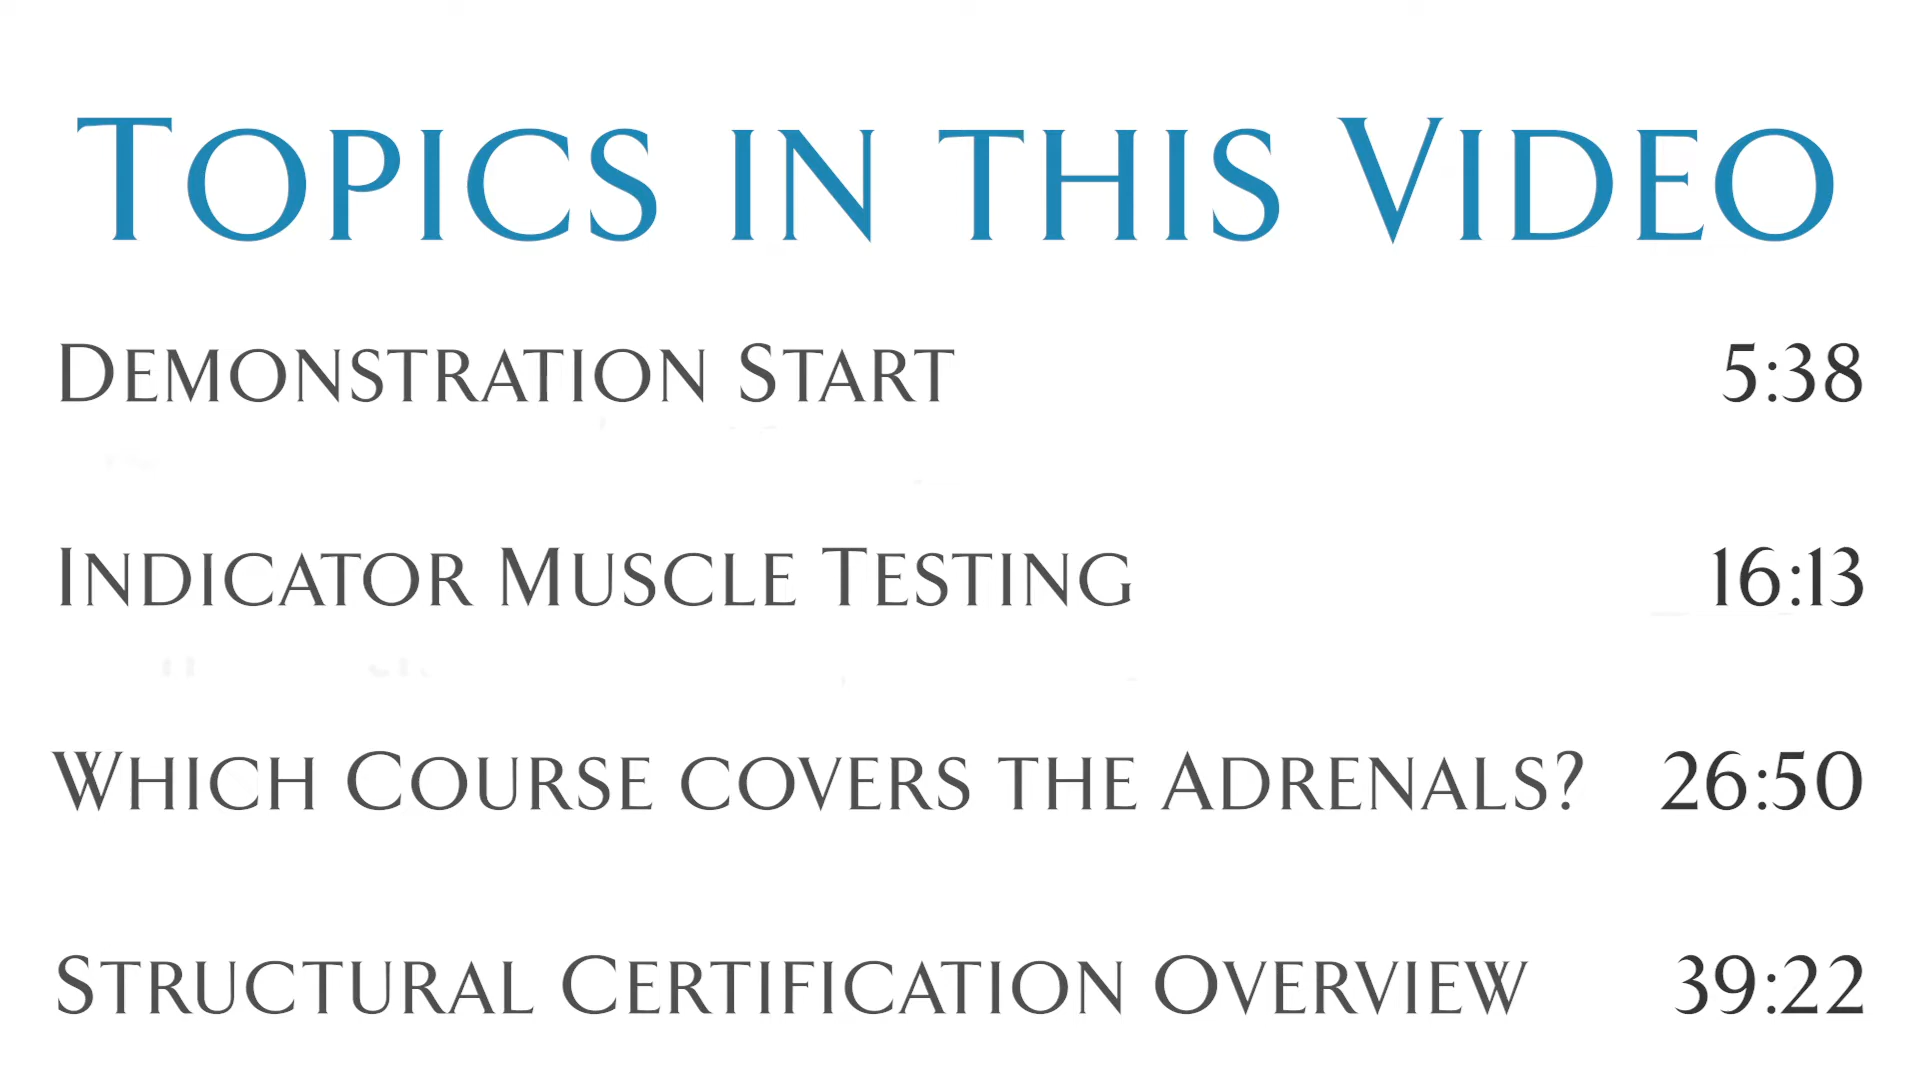 Topics in this Video
Demonstration Start 5:38
Indicator Muscle Testing 16:13
Which Course covers the Adrenals? 26:50
Structural Certification Overview 39:22